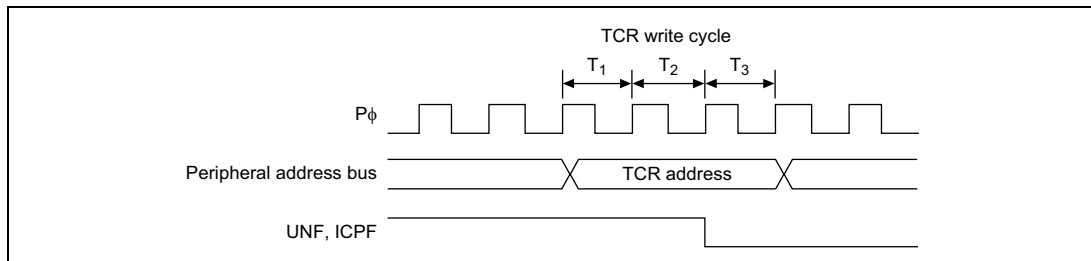 TCR write cycle
T1 T2 T3
Pϕ
Peripheral address bus TCR address
UNF, ICPF